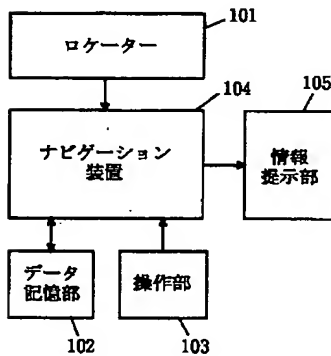 101
ロケーター
104
105
ナビゲーション
装置
情報
提示部
データ
記憶部
操作部
102
103